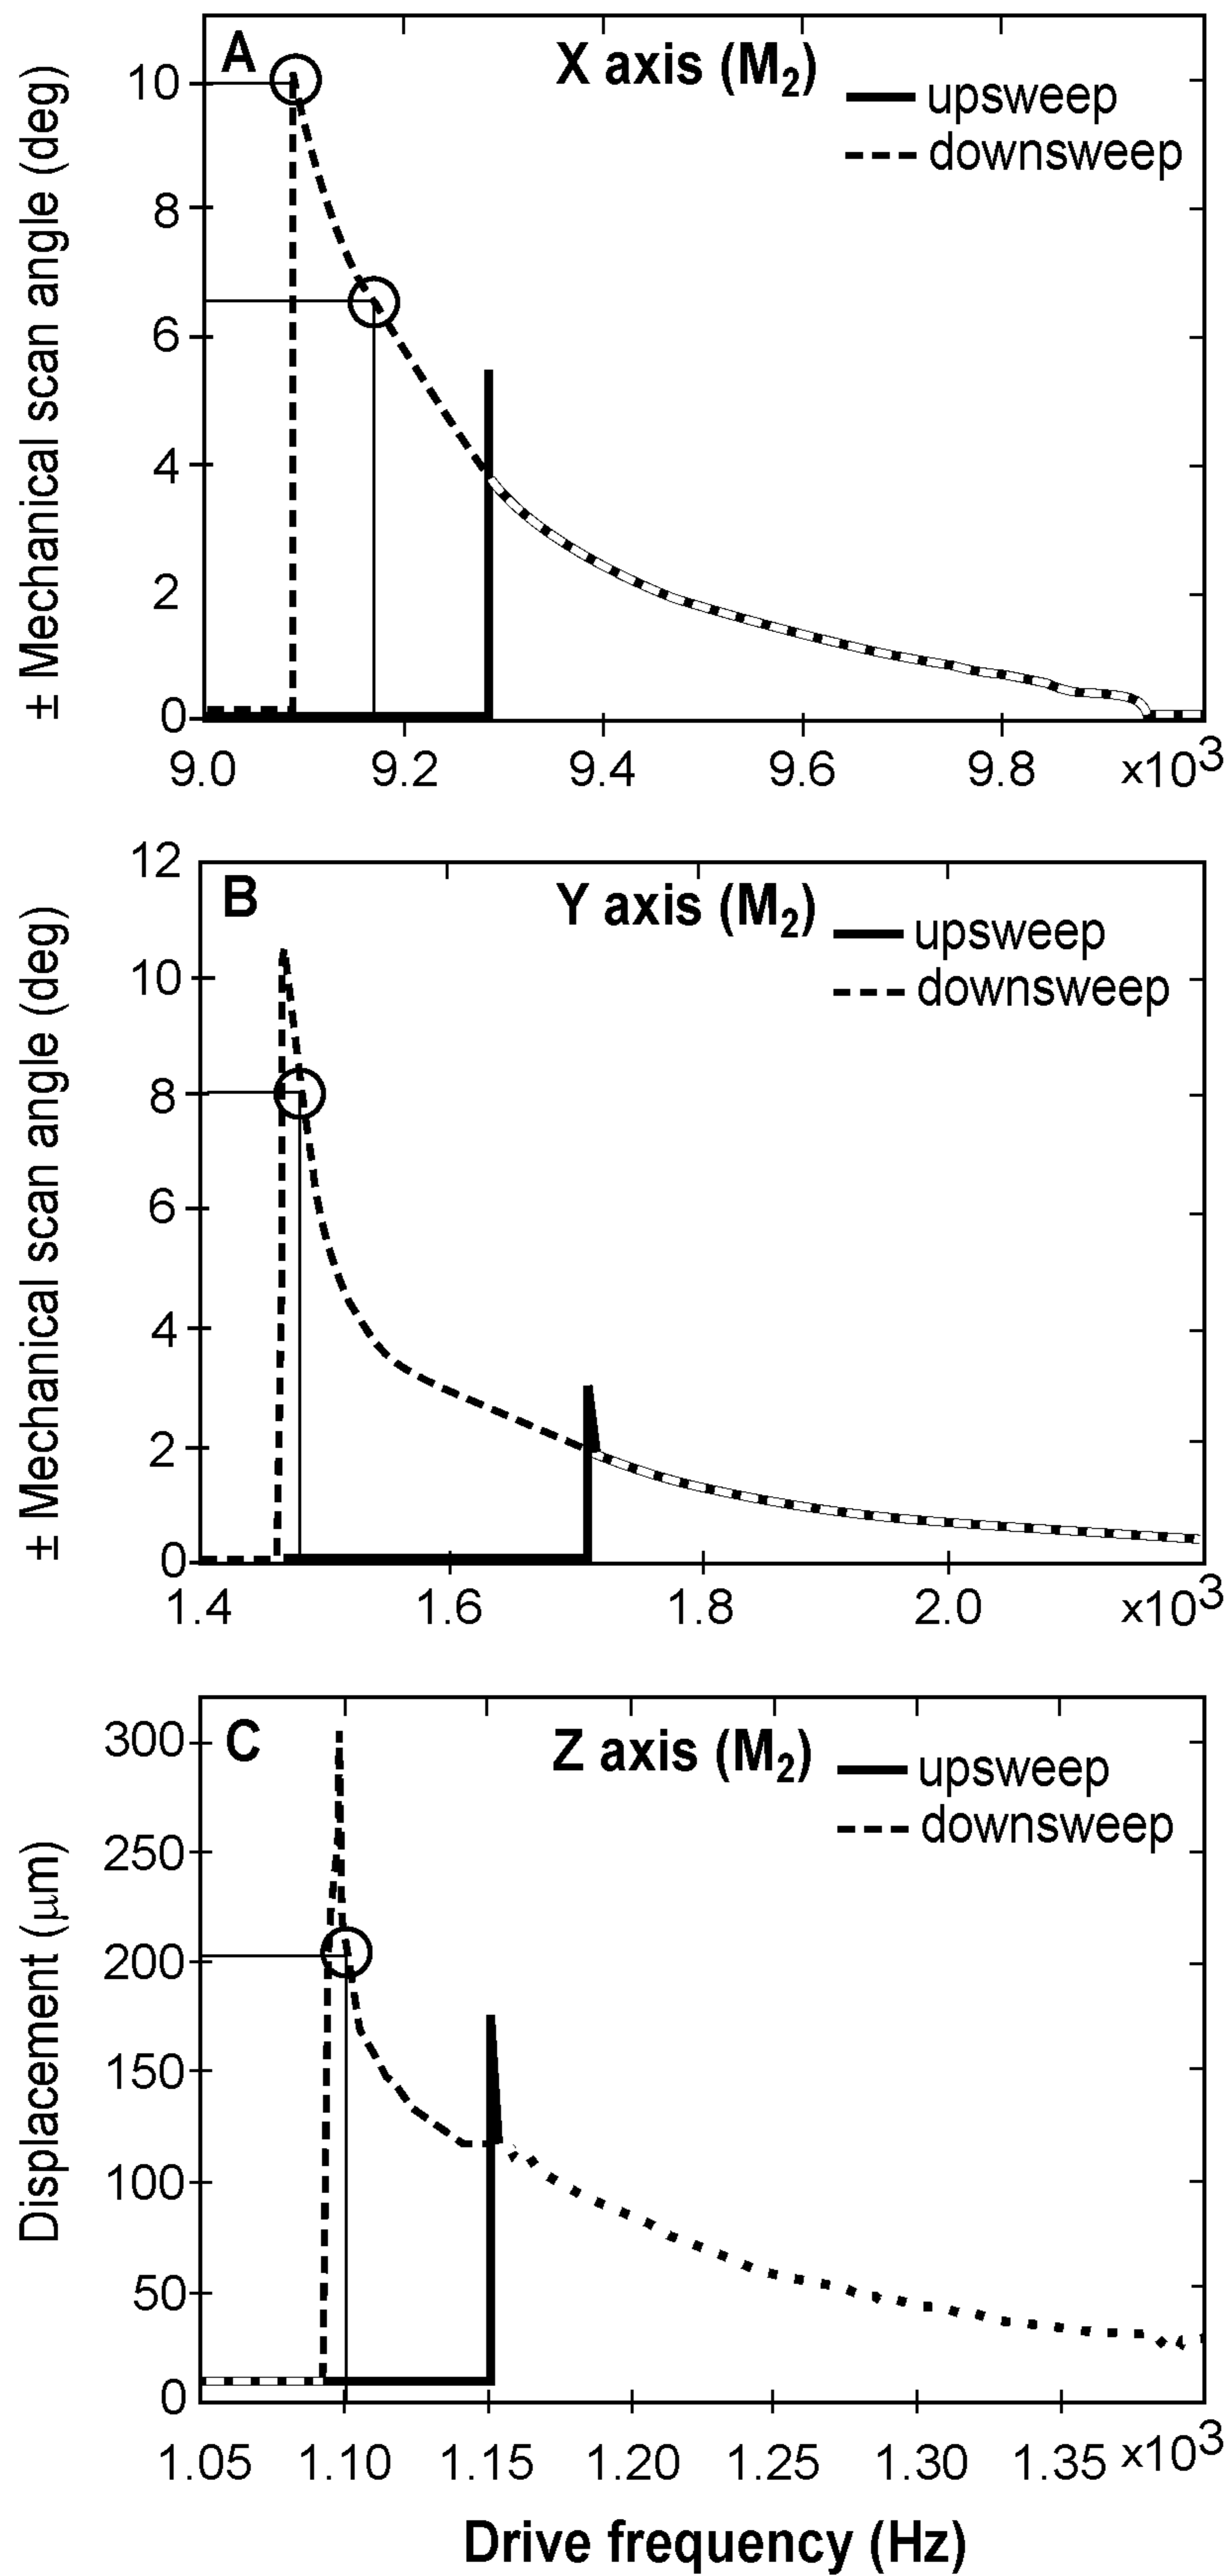 A
X axis (M₂)
upsweep
downsweep
± Mechanical scan angle (deg)
10
8
6
4
2
0
9.0 9.2 9.4 9.6 9.8 x10³
B
Y axis (M₂)
upsweep
downsweep
± Mechanical scan angle (deg)
12
10
8
6
4
2
0
1.4 1.6 1.8 2.0 x10³
C
Z axis (M₂)
upsweep
downsweep
Displacement (μm)
300
250
200
150
100
50
0
1.05 1.10 1.15 1.20 1.25 1.30 1.35 x10³
Drive frequency (Hz)